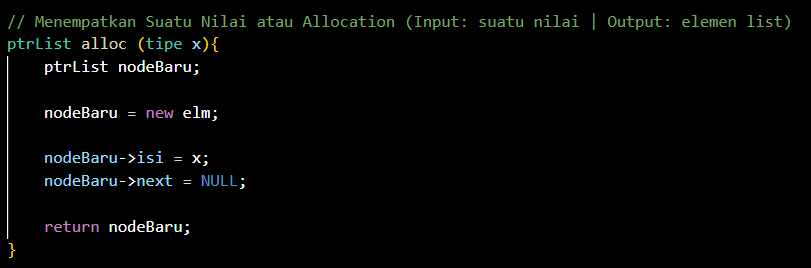 // Menempatkan Suatu Nilai atau Allocation (Input: suatu nilai | Output: elemen list)
ptrList alloc (tipe x){
    ptrList nodeBaru;
    nodeBaru = new elm;
    nodeBaru->isi = x;
    nodeBaru->next = NULL;
    return nodeBaru;
}